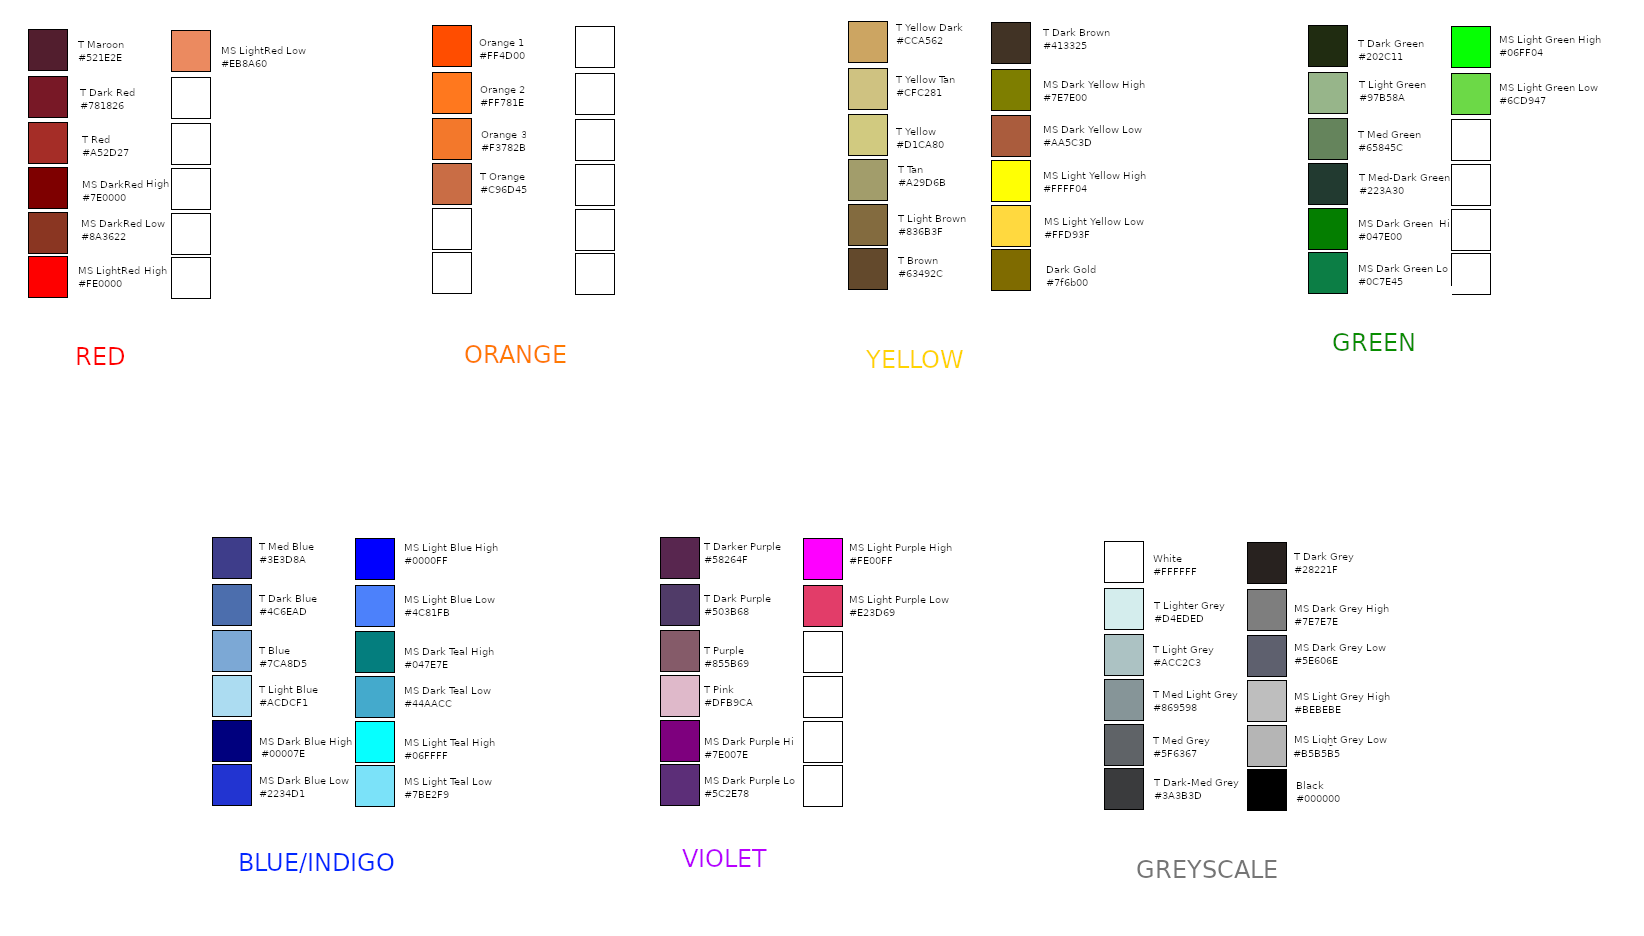 T Maroon
#521E2E
T Dark Red
#781826
T Red
#A52D27
MS DarkRed High
#7E0000
MS DarkRed Low
#8A3622
MS LightRed High
#FE0000
MS LightRed Low
#EB8A60
RED
Orange 1
#FF4D00
Orange 2
#FF781E
Orange 3
#F3782B
T Orange
#C96D45
ORANGE
T Yellow Dark
#CCA562
T Yellow Tan
#CFC281
T Yellow
#D1CA80
T Tan
#A29D6B
T Light Brown
#836B3F
T Brown
#63492C
T Dark Brown
#413325
MS Dark Yellow High
#7E7E00
MS Dark Yellow Low
#AA5C3D
MS Light Yellow High
#FFFF04
MS Light Yellow Low
#FFD93F
Dark Gold
#7f6b00
YELLOW
T Dark Green
#202C11
T Light Green
#97B58A
T Med Green
#65845C
T Med-Dark Green
#223A30
MS Dark Green  Hi
#047E00
MS Dark Green Lo
#0C7E45
MS Light Green High
#06FF04
MS Light Green Low
#6CD947
GREEN
T Med Blue
#3E3D8A
T Dark Blue
#4C6EAD
T Blue
#7CA8D5
T Light Blue
#ACDCF1
MS Dark Blue High
#00007E
MS Dark Blue Low
#2234D1
MS Light Blue High
#0000FF
MS Light Blue Low
#4C81FB
MS Dark Teal High
#047E7E
MS Dark Teal Low
#44AACC
MS Light Teal High
#06FFFF
MS Light Teal Low
#7BE2F9
BLUE/INDIGO
T Darker Purple
#58264F
T Dark Purple
#503B68
T Purple
#855B69
T Pink
#DFB9CA
MS Dark Purple Hi
#7E007E
MS Dark Purple Lo
#5C2E78
MS Light Purple High
#FE00FF
MS Light Purple Low
#E23D69
VIOLET
White
#FFFFFF
T Lighter Grey
#D4EDED
T Light Grey
#ACC2C3
T Med Light Grey
#869598
T Med Grey
#5F6367
T Dark-Med Grey
#3A3B3D
T Dark Grey
#28221F
MS Dark Grey High
#7E7E7E
MS Dark Grey Low
#5E606E
MS Light Grey High
#BEBEBE
MS Light Grey Low
#B5B5B5
Black
#000000
GREYSCALE